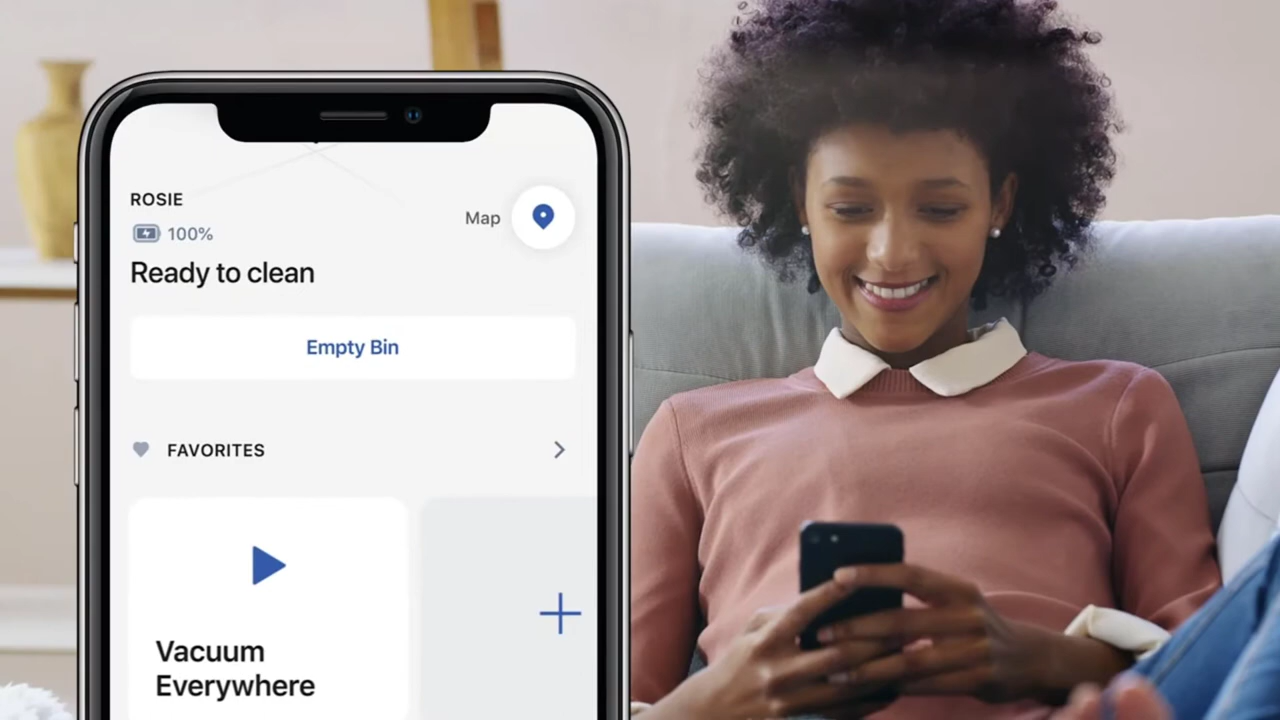 ROSIE
100%
Map
Ready to clean
Empty Bin
FAVORITES
Vacuum
Everywhere